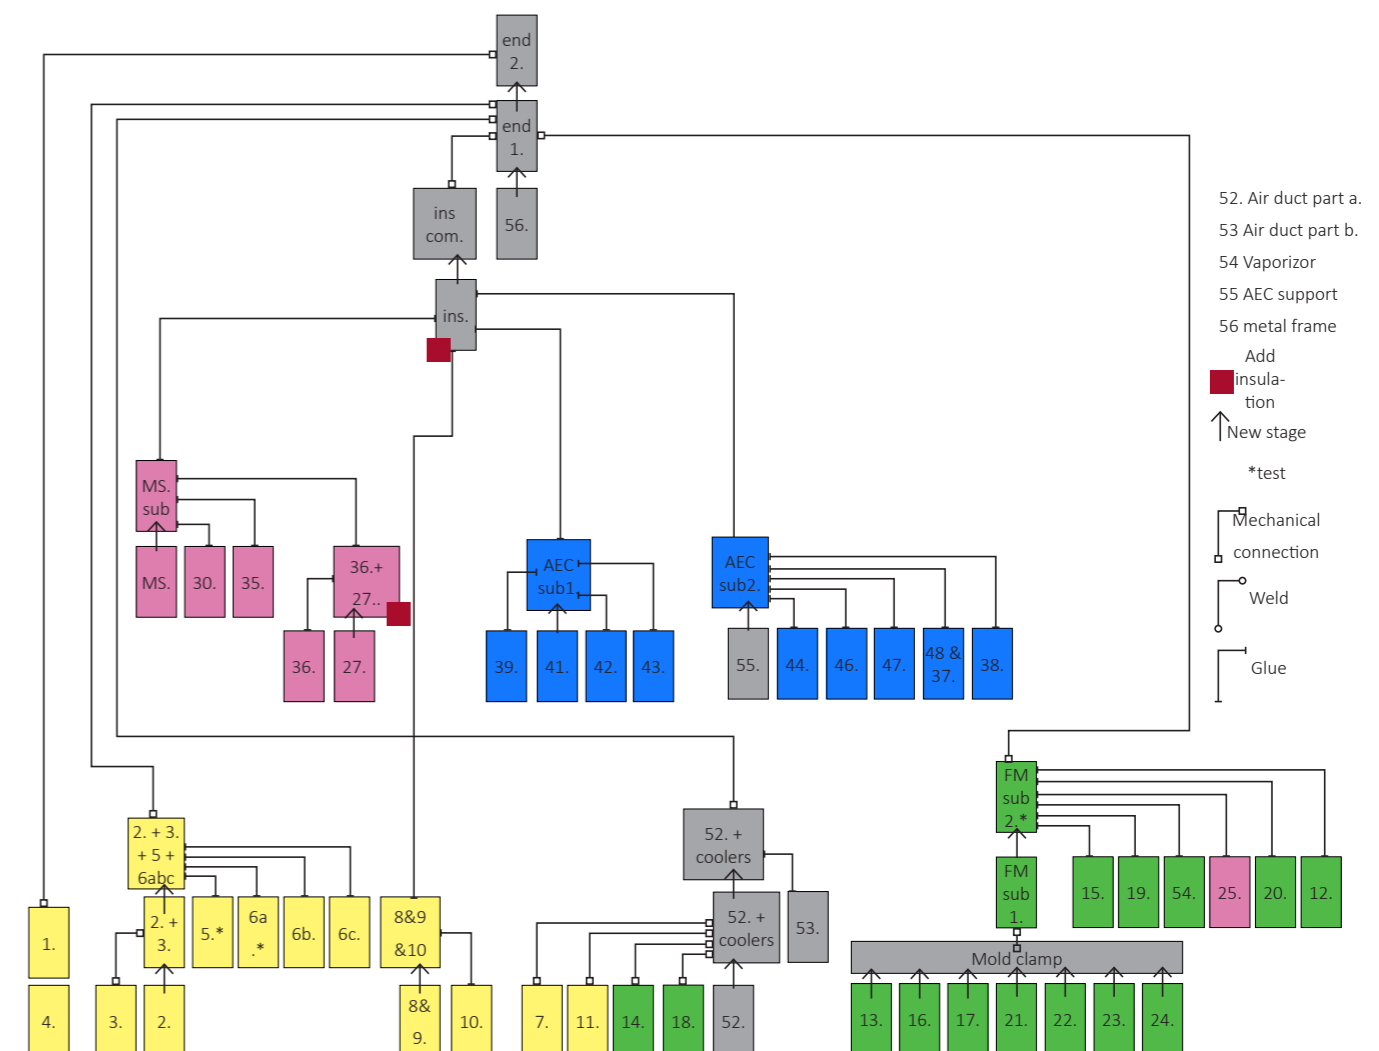 end
2.
end
1.
ins
com.
56.
ins.
52. Air duct part a.
53 Air duct part b.
54 Vaporizor
55 AEC support
56 metal frame
Add
insula-
tion
New stage
*test
Mechanical
connection
Weld
Glue
MS.
sub
MS.
30.
35.
36.+
27..
36.
27.
AEC
sub1.
39.
41.
42.
43.
AEC
sub2.
55.
44.
46.
47.
48 &
37.
38.
2. + 3.
+ 5 +
6abc
1.
2. +
3.
5.*
6a
.*
6b.
6c.
4.
3.
2.
8&9
&10
8&
9.
10.
52. +
coolers
52. +
coolers
53.
7.
11.
14.
18.
52.
FM
sub
2.*
FM
sub
1.
15.
19.
54.
25.
20.
12.
Mold clamp
13.
16.
17.
21.
22.
23.
24.